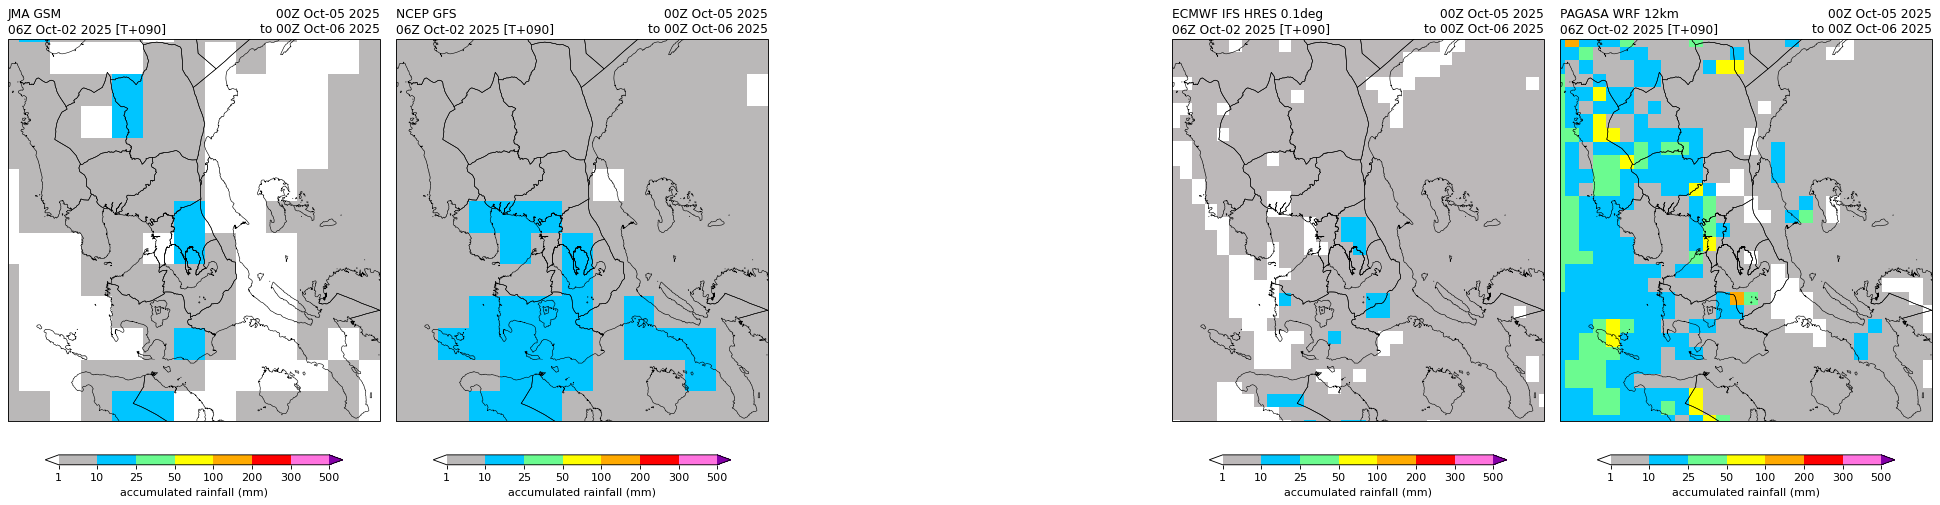 JMA GSM 00Z Oct-05 2025
06Z Oct-02 2025 [T+090] to 00Z Oct-06 2025
1 10 25 50 100 200 300 500
accumulated rainfall (mm)
NCEP GFS 00Z Oct-05 2025
06Z Oct-02 2025 [T+090] to 00Z Oct-06 2025
1 10 25 50 100 200 300 500
accumulated rainfall (mm)
ECMWF IFS HRES 0.1deg 00Z Oct-05 2025
06Z Oct-02 2025 [T+090] to 00Z Oct-06 2025
1 10 25 50 100 200 300 500
accumulated rainfall (mm)
PAGASA WRF 12km 00Z Oct-05 2025
06Z Oct-02 2025 [T+090] to 00Z Oct-06 2025
1 10 25 50 100 200 300 500
accumulated rainfall (mm)